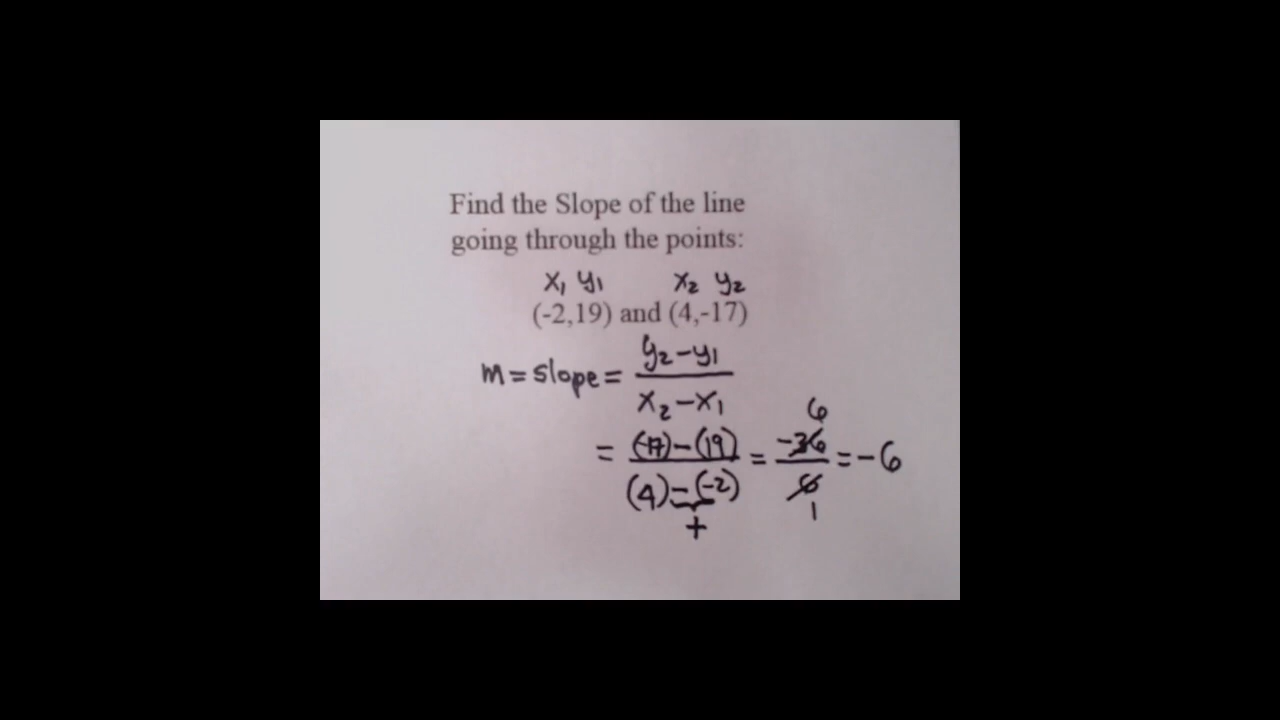 Find the Slope of the line
going through the points:
x₁ y₁ x₂ y₂
(-2,19) and (4,-17)
m = slope = (y₂ - y₁)/(x₂ - x₁)
= ((-17) - (19))/((4) - (-2)) = -36/6 = -6
6
1
+